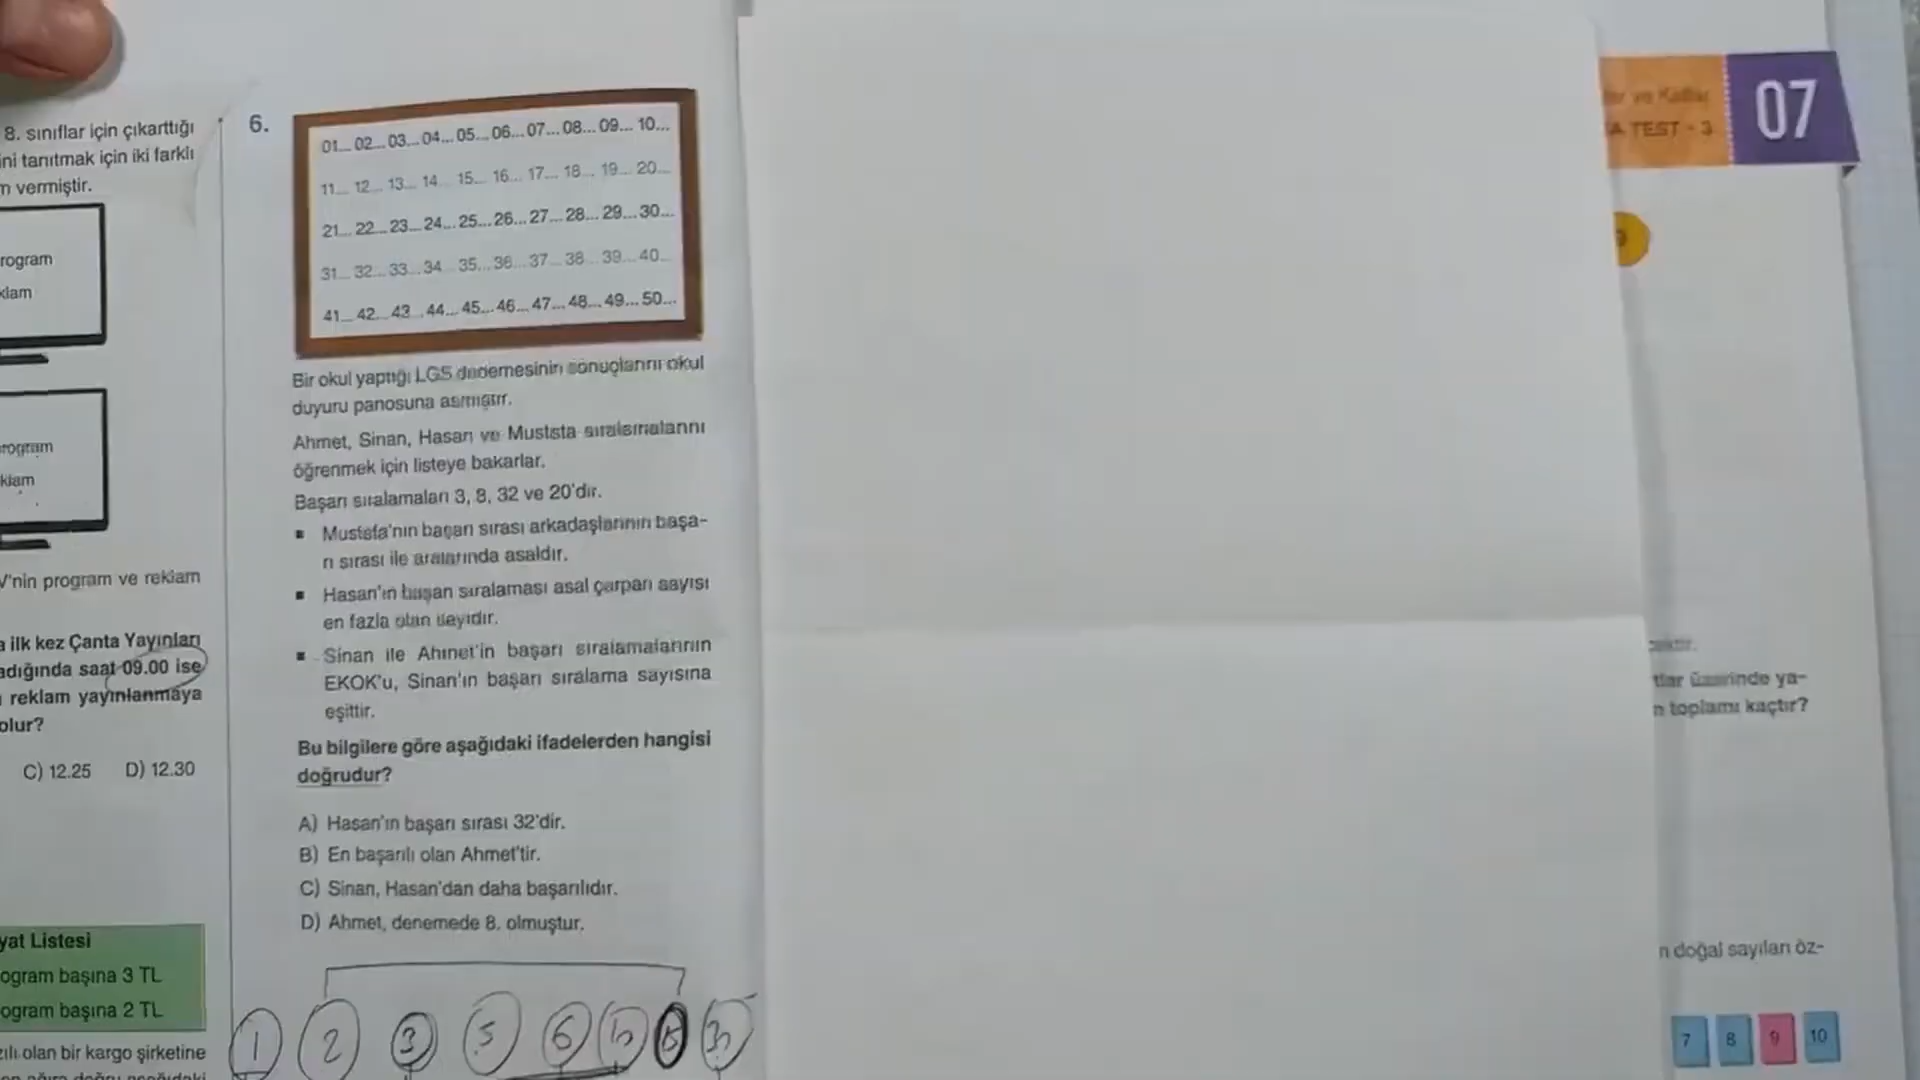 8. sınıflar için çıkarttığı
ini tanıtmak için iki farklı
m vermiştir.
rogram
klam
rogram
klam
V'nin program ve reklam
a ilk kez Çanta Yayınları
adığında saat 09.00 ise
reklam yayınlanmaya
olur?
C) 12.25 D) 12.30
yat Listesi
ogram başına 3 TL
ogram başına 2 TL
zılı olan bir kargo şirketine
6.
01... 02... 03... 04... 05... 06... 07... 08... 09... 10...
11... 12... 13... 14... 15... 16... 17... 18... 19... 20...
21... 22... 23... 24... 25... 26... 27... 28... 29... 30...
31... 32... 33... 34... 35... 36... 37... 38... 39... 40...
41... 42... 43... 44... 45... 46... 47... 48... 49... 50...
Bir okul yaptığı LGS denemesinin sonuçlarını okul
duyuru panosuna asmıştır.
Ahmet, Sinan, Hasan ve Mustafa sıralamalarını
öğrenmek için listeye bakarlar.
Başarı sıralamaları 3, 8, 32 ve 20'dir.
▪ Mustafa'nın başarı sırası arkadaşlarının başa-
rı sırası ile aralarında asaldır.
▪ Hasan'ın başarı sıralaması asal çarpan sayısı
en fazla olan sayıdır.
▪ Sinan ile Ahmet'in başarı sıralamalarının
EKOK'u, Sinan'ın başarı sıralama sayısına
eşittir.
Bu bilgilere göre aşağıdaki ifadelerden hangisi
doğrudur?
A) Hasan'ın başarı sırası 32'dir.
B) En başarılı olan Ahmet'tir.
C) Sinan, Hasan'dan daha başarılıdır.
D) Ahmet, denemede 8. olmuştur.
1 2 3 5 6
ve Katlar
A TEST - 3
07
üzerinde ya-
n toplamı kaçtır?
n doğal sayıları öz-
7 8 9 10